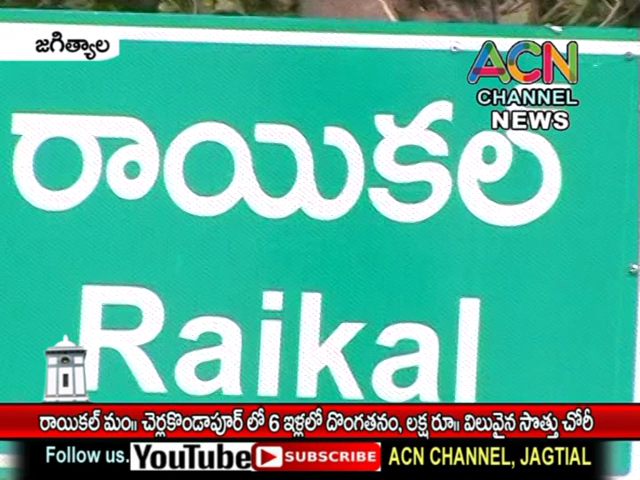 జగిత్యాల
ACN
CHANNEL
NEWS
రాయికల
Raikal
రాయికల్ మం॥ చెర్లకొండాపూర్ లో 6 ఇళ్లలో దొంగతనం, లక్ష రూ॥ విలువైన సొత్తు చోరీ
Follow us. YouTube SUBSCRIBE ACN CHANNEL, JAGTIAL